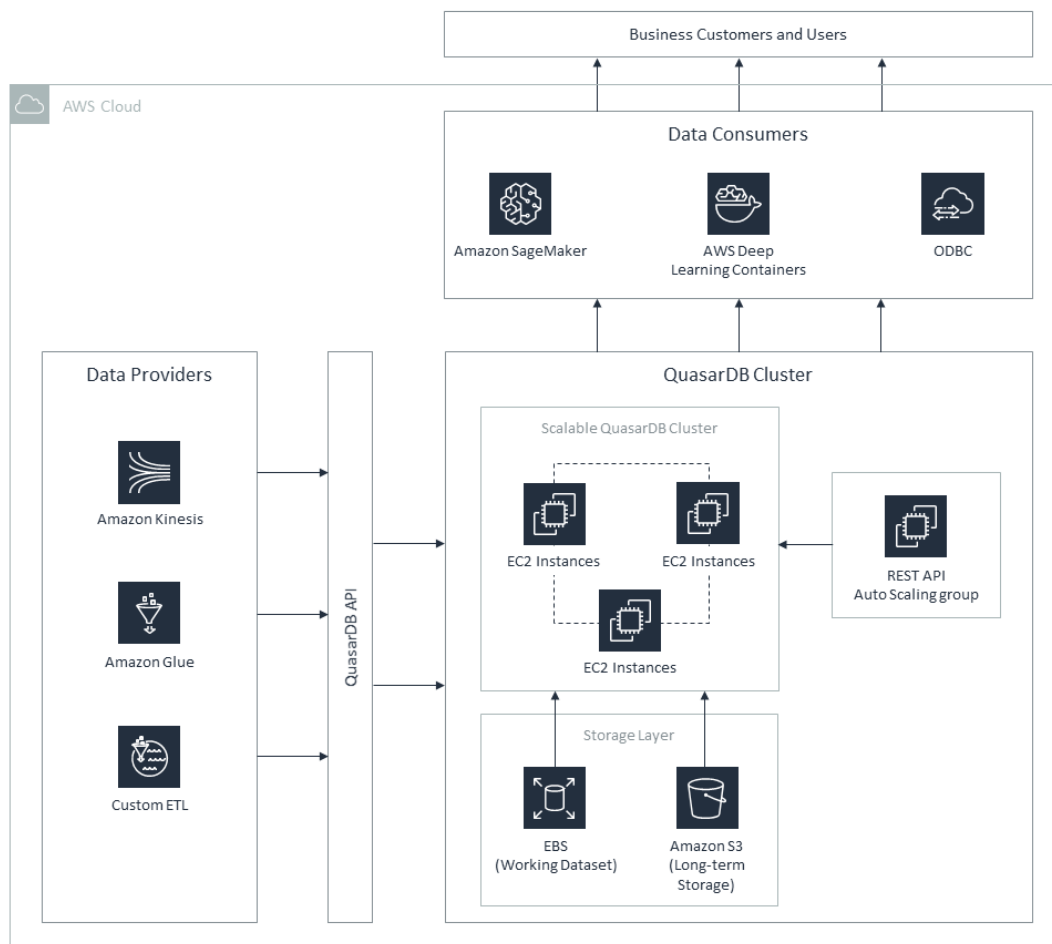 Business Customers and Users
AWS Cloud
Data Consumers
Amazon SageMaker
AWS Deep
Learning Containers
ODBC
Data Providers
Amazon Kinesis
Amazon Glue
Custom ETL
QuasarDB API
QuasarDB Cluster
Scalable QuasarDB Cluster
EC2 Instances
EC2 Instances
EC2 Instances
REST API
Auto Scaling group
Storage Layer
EBS
(Working Dataset)
Amazon S3
(Long-term
Storage)